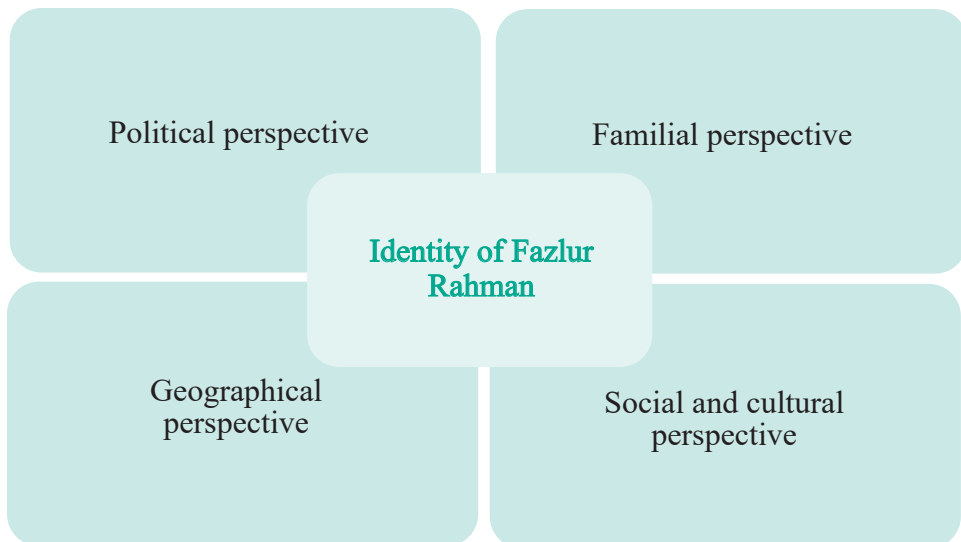 Political perspective
Familial perspective
Identity of Fazlur
Rahman
Geographical
perspective
Social and cultural
perspective